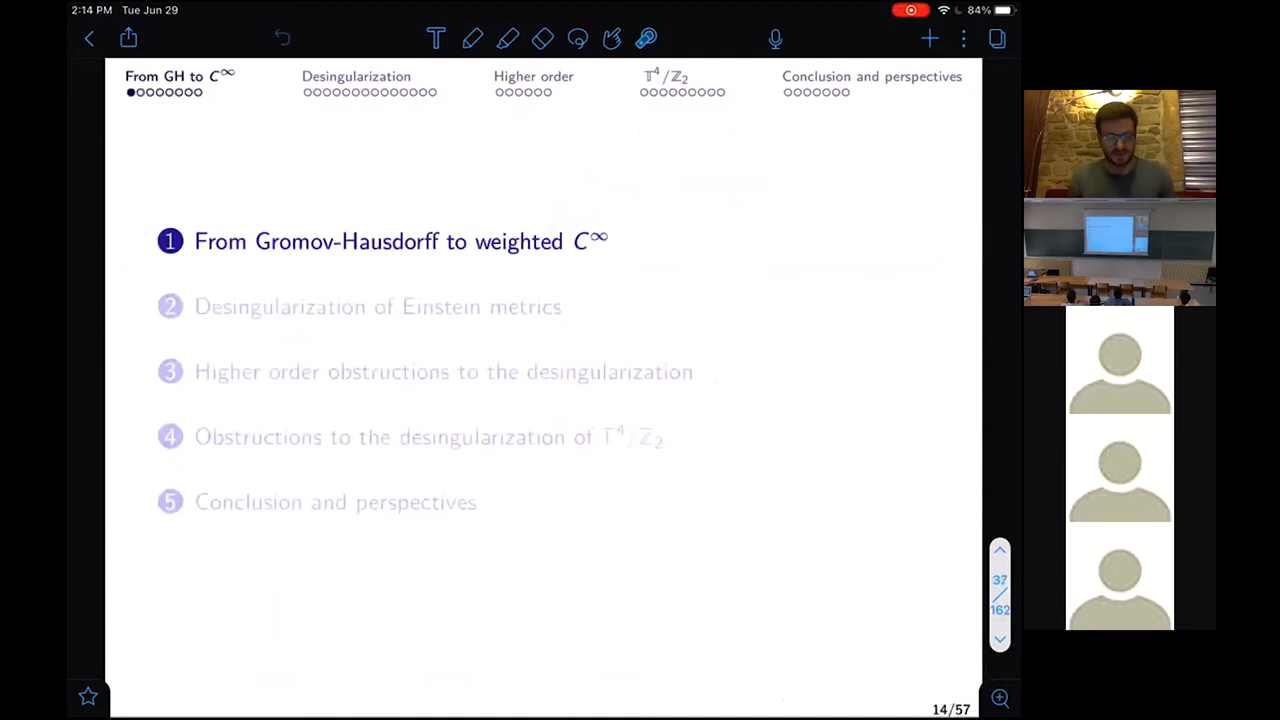 2:14 PM Tue Jun 29
84%
From GH to C∞
Desingularization
Higher order
𝕋⁴/ℤ₂
Conclusion and perspectives
1 From Gromov-Hausdorff to weighted C∞
2 Desingularization of Einstein metrics
3 Higher order obstructions to the desingularization
4 Obstructions to the desingularization of 𝕋⁴/ℤ₂
5 Conclusion and perspectives
37
162
14/57